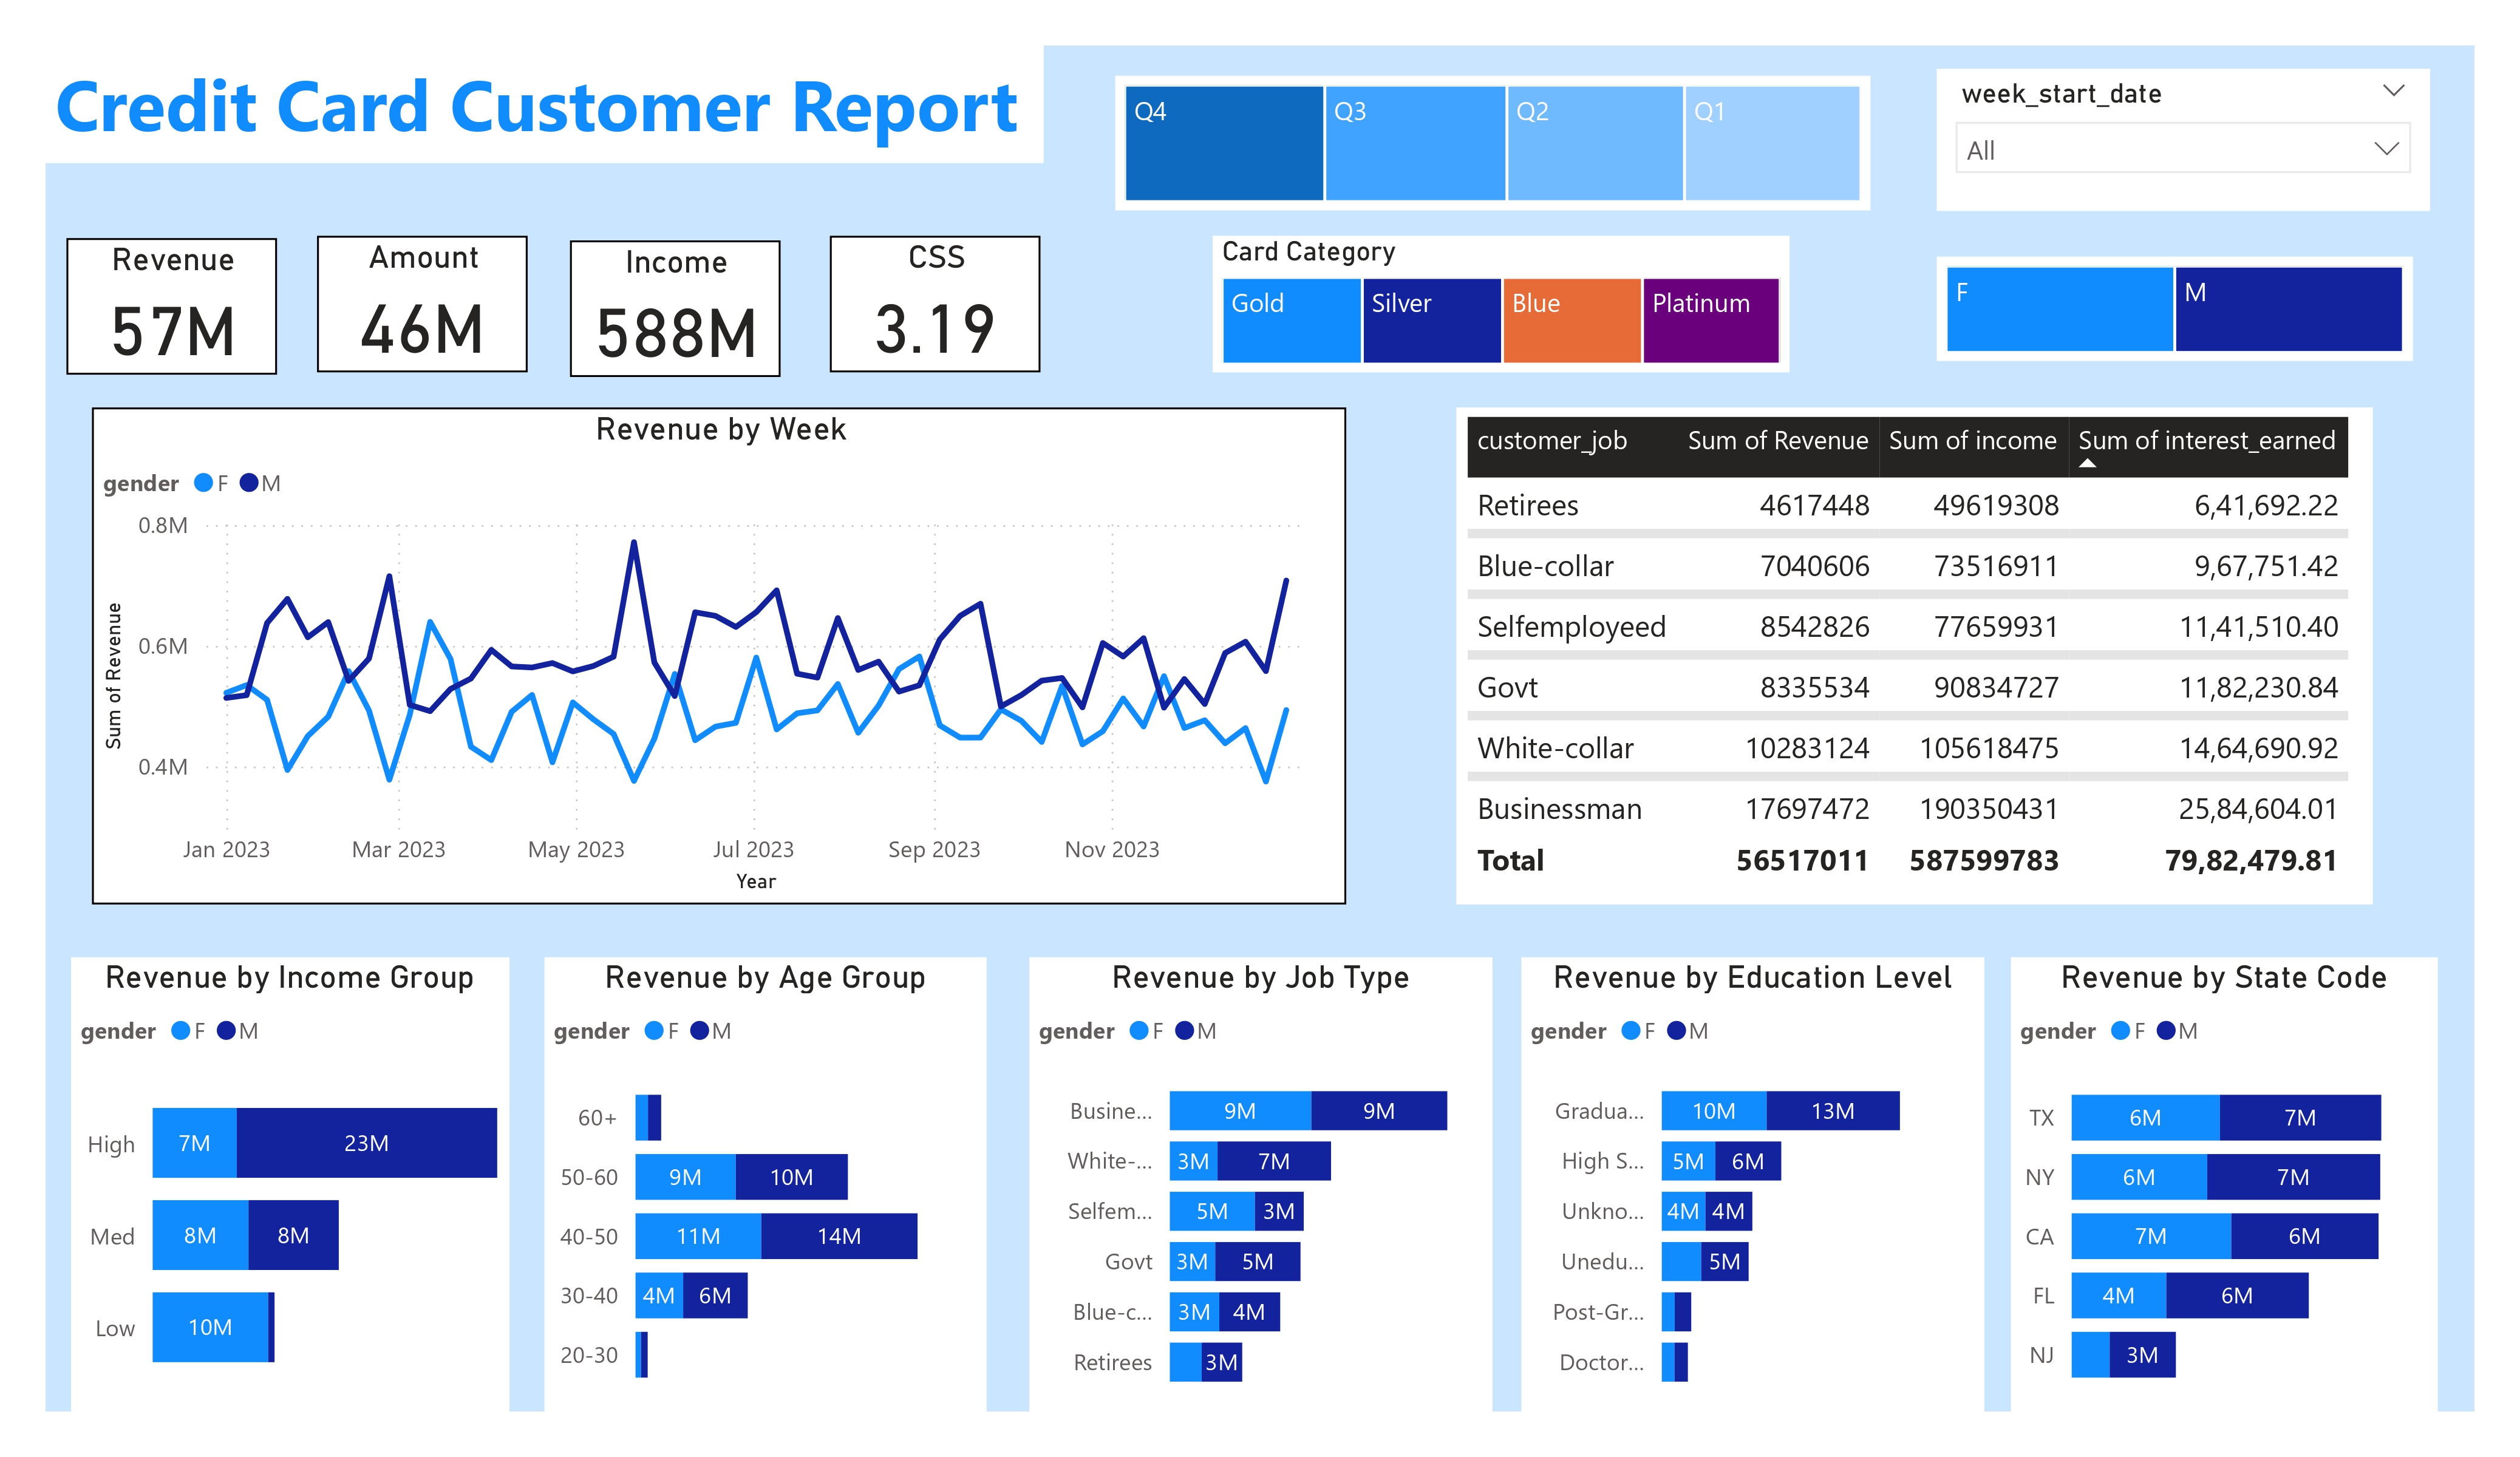 Credit Card Customer Report
Q4 Q3 Q2 Q1
week_start_date
All
Revenue
57M
Amount
46M
Income
588M
CSS
3.19
Card Category
Gold Silver Blue Platinum
F M
Revenue by Week
gender F M
Sum of Revenue
0.8M
0.6M
0.4M
Jan 2023 Mar 2023 May 2023 Jul 2023 Sep 2023 Nov 2023
Year
customer_job Sum of Revenue Sum of income Sum of interest_earned
Retirees 4617448 49619308 6,41,692.22
Blue-collar 7040606 73516911 9,67,751.42
Selfemployeed 8542826 77659931 11,41,510.40
Govt 8335534 90834727 11,82,230.84
White-collar 10283124 105618475 14,64,690.92
Businessman 17697472 190350431 25,84,604.01
Total 56517011 587599783 79,82,479.81
Revenue by Income Group
gender F M
High 7M 23M
Med 8M 8M
Low 10M
Revenue by Age Group
gender F M
60+
50-60 9M 10M
40-50 11M 14M
30-40 4M 6M
20-30
Revenue by Job Type
gender F M
Busine... 9M 9M
White-... 3M 7M
Selfem... 5M 3M
Govt 3M 5M
Blue-c... 3M 4M
Retirees 3M
Revenue by Education Level
gender F M
Gradua... 10M 13M
High S... 5M 6M
Unkno... 4M 4M
Unedu... 5M
Post-Gr...
Doctor...
Revenue by State Code
gender F M
TX 6M 7M
NY 6M 7M
CA 7M 6M
FL 4M 6M
NJ 3M